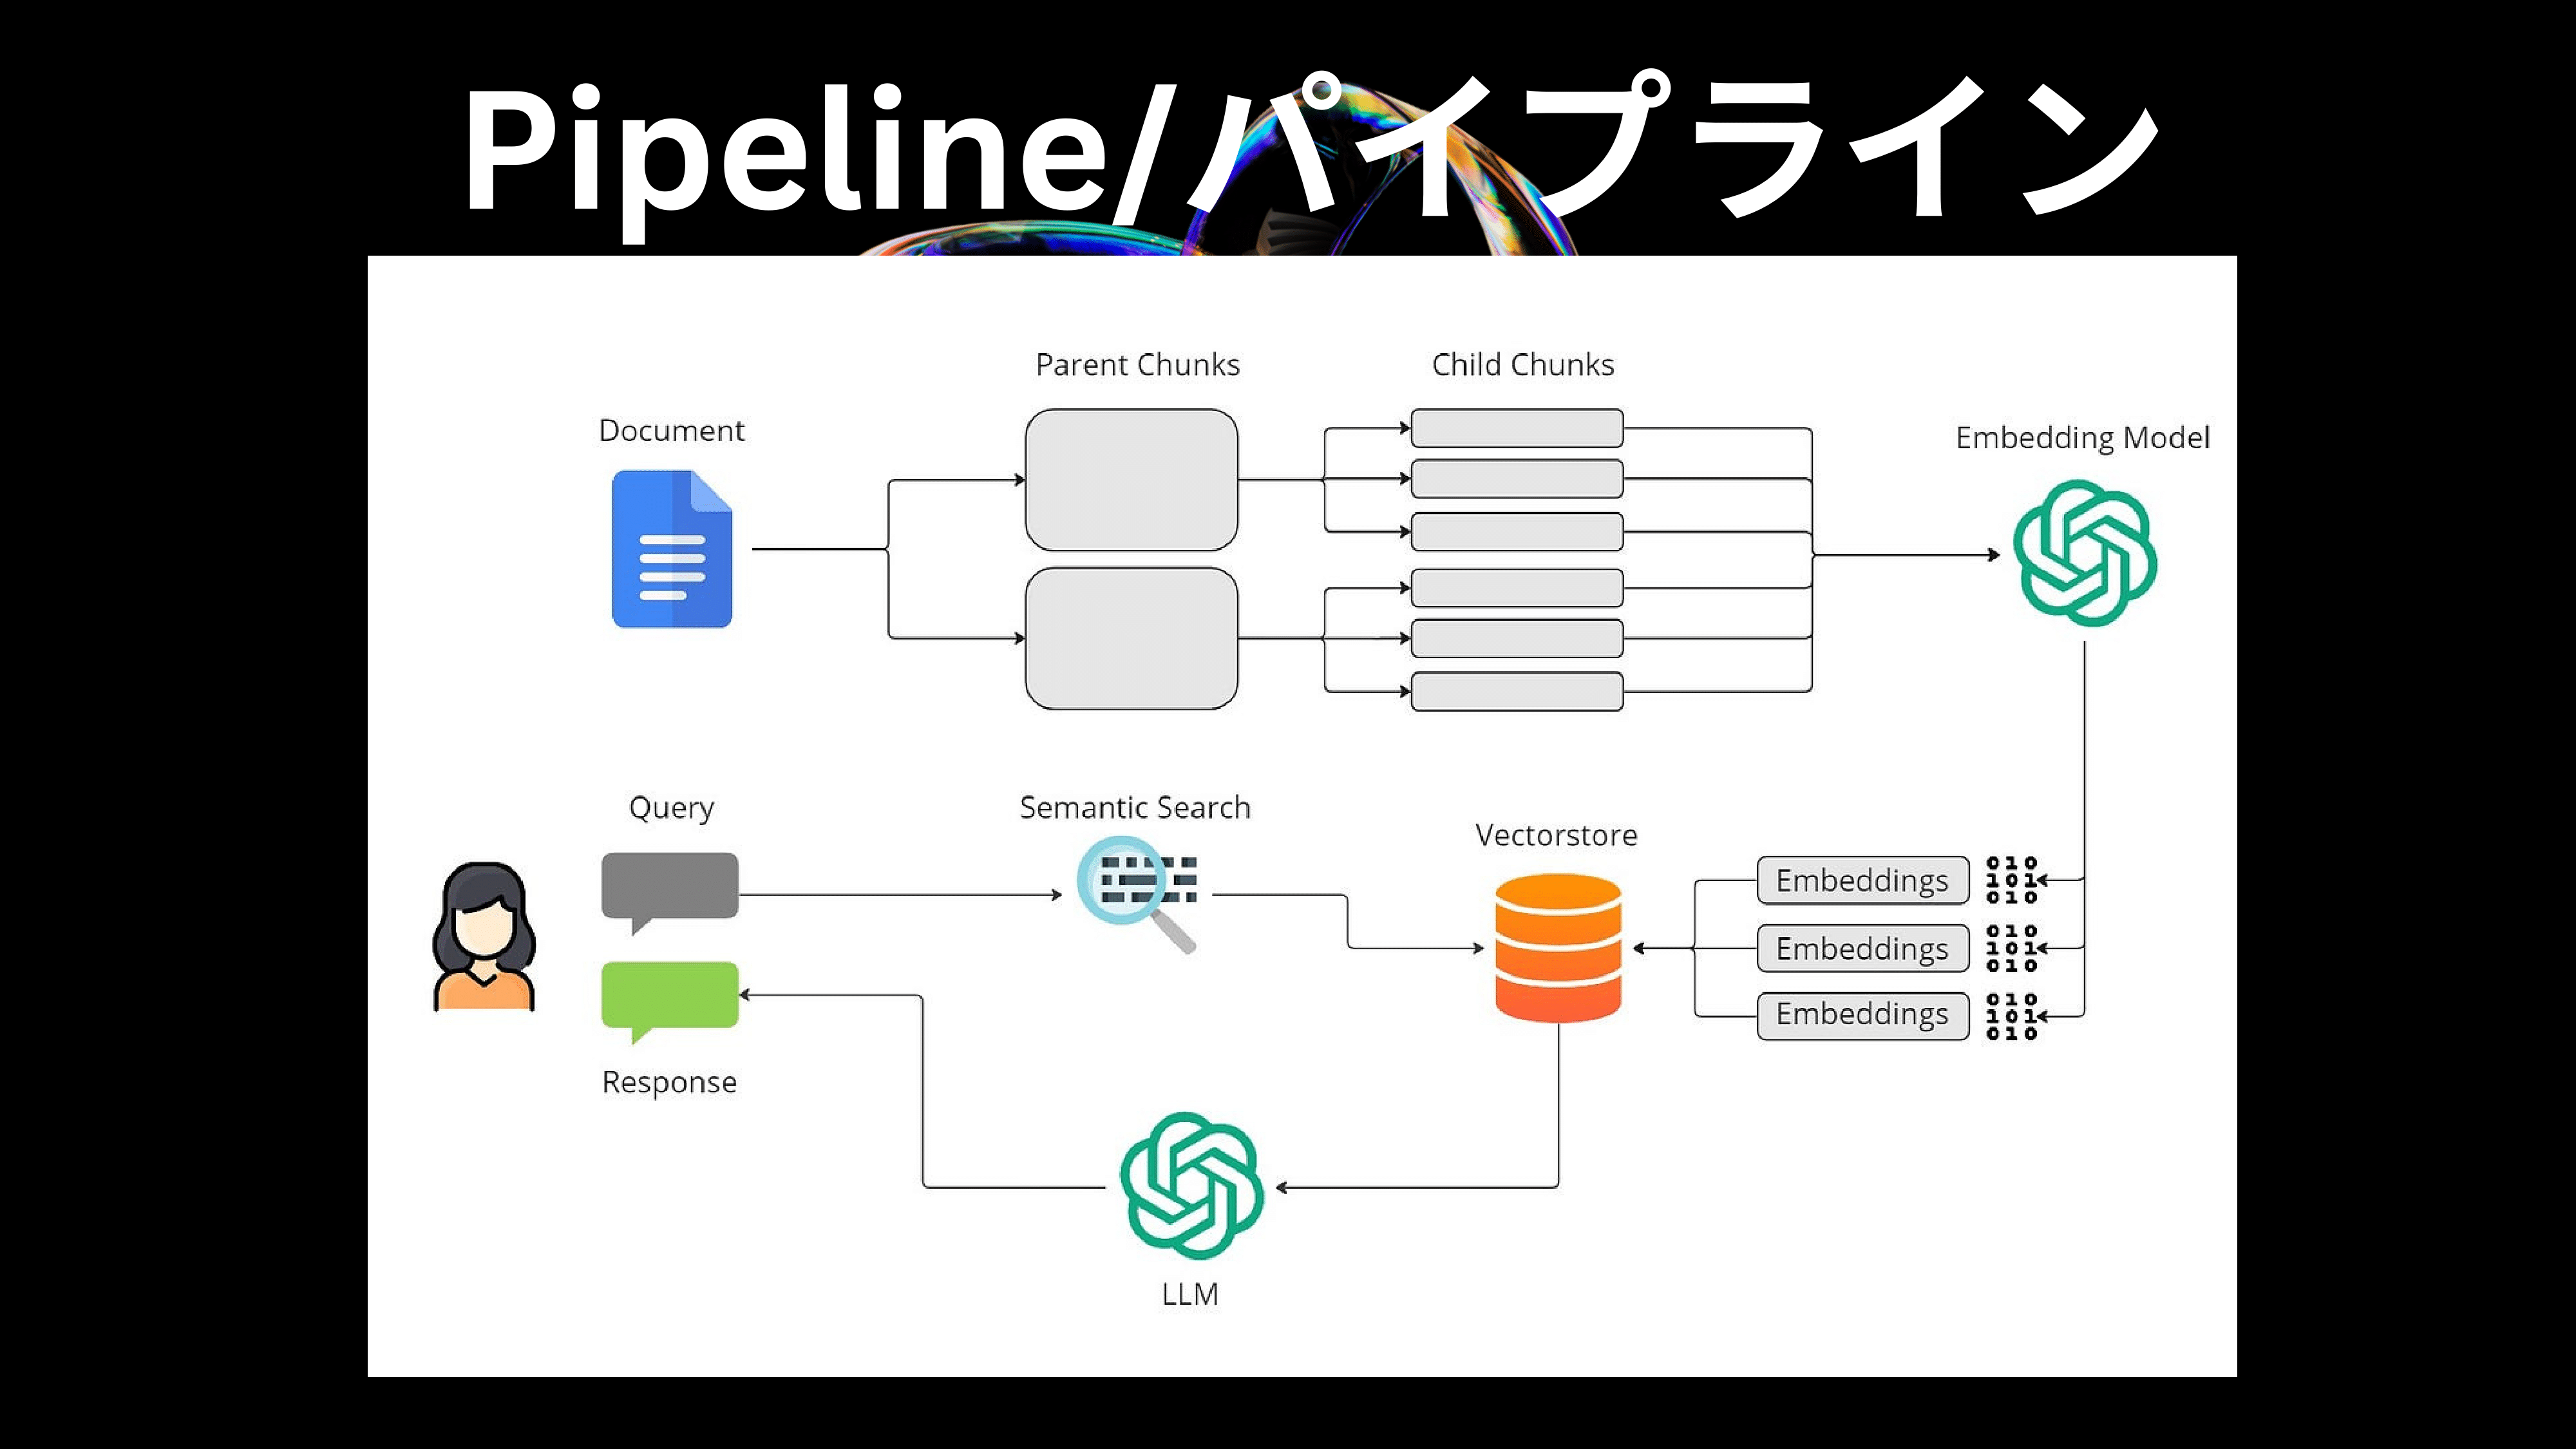 Pipeline/パイプライン
Parent Chunks
Child Chunks
Document
Embedding Model
Query
Semantic Search
Vectorstore
Embeddings
010
101
010
Embeddings
010
101
010
Embeddings
010
101
010
Response
LLM